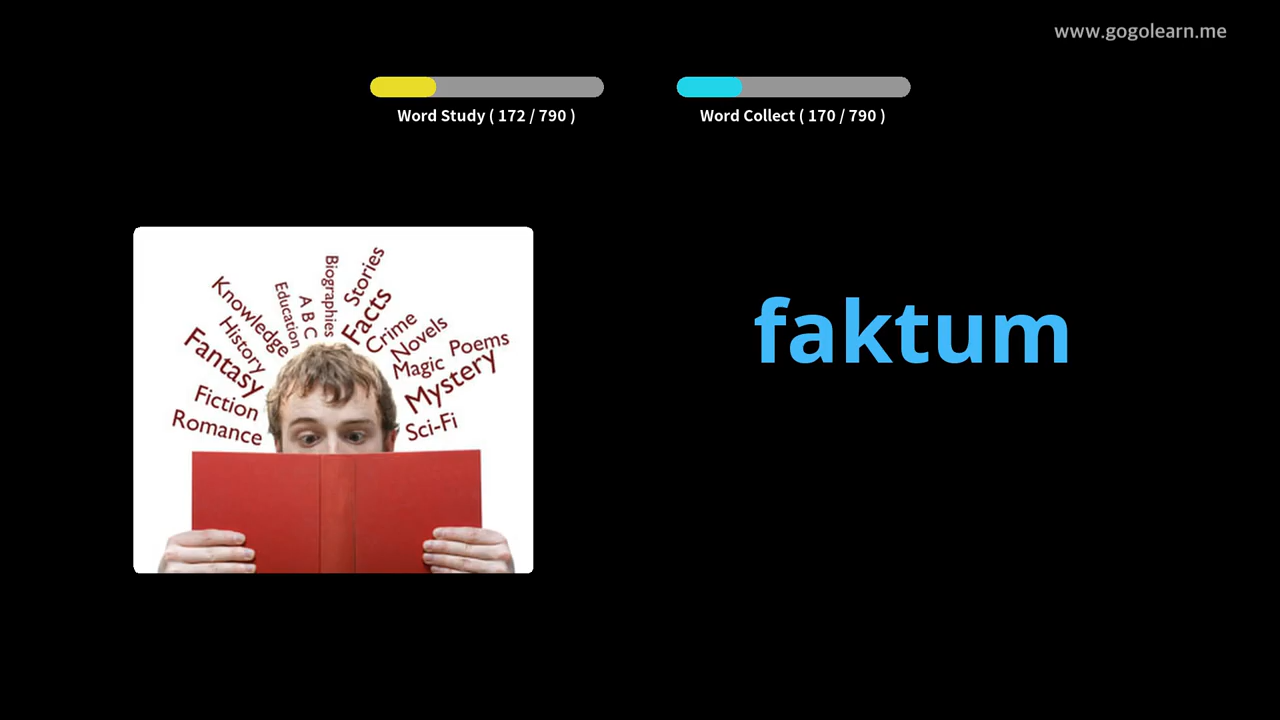 www.gogolearn.me
Word Study ( 172 / 790 )
Word Collect ( 170 / 790 )
faktum
Romance
Fiction
Fantasy
History
Knowledge
Education
A B C
Biographies
Stories
Facts
Crime
Novels
Magic
Poems
Mystery
Sci-Fi